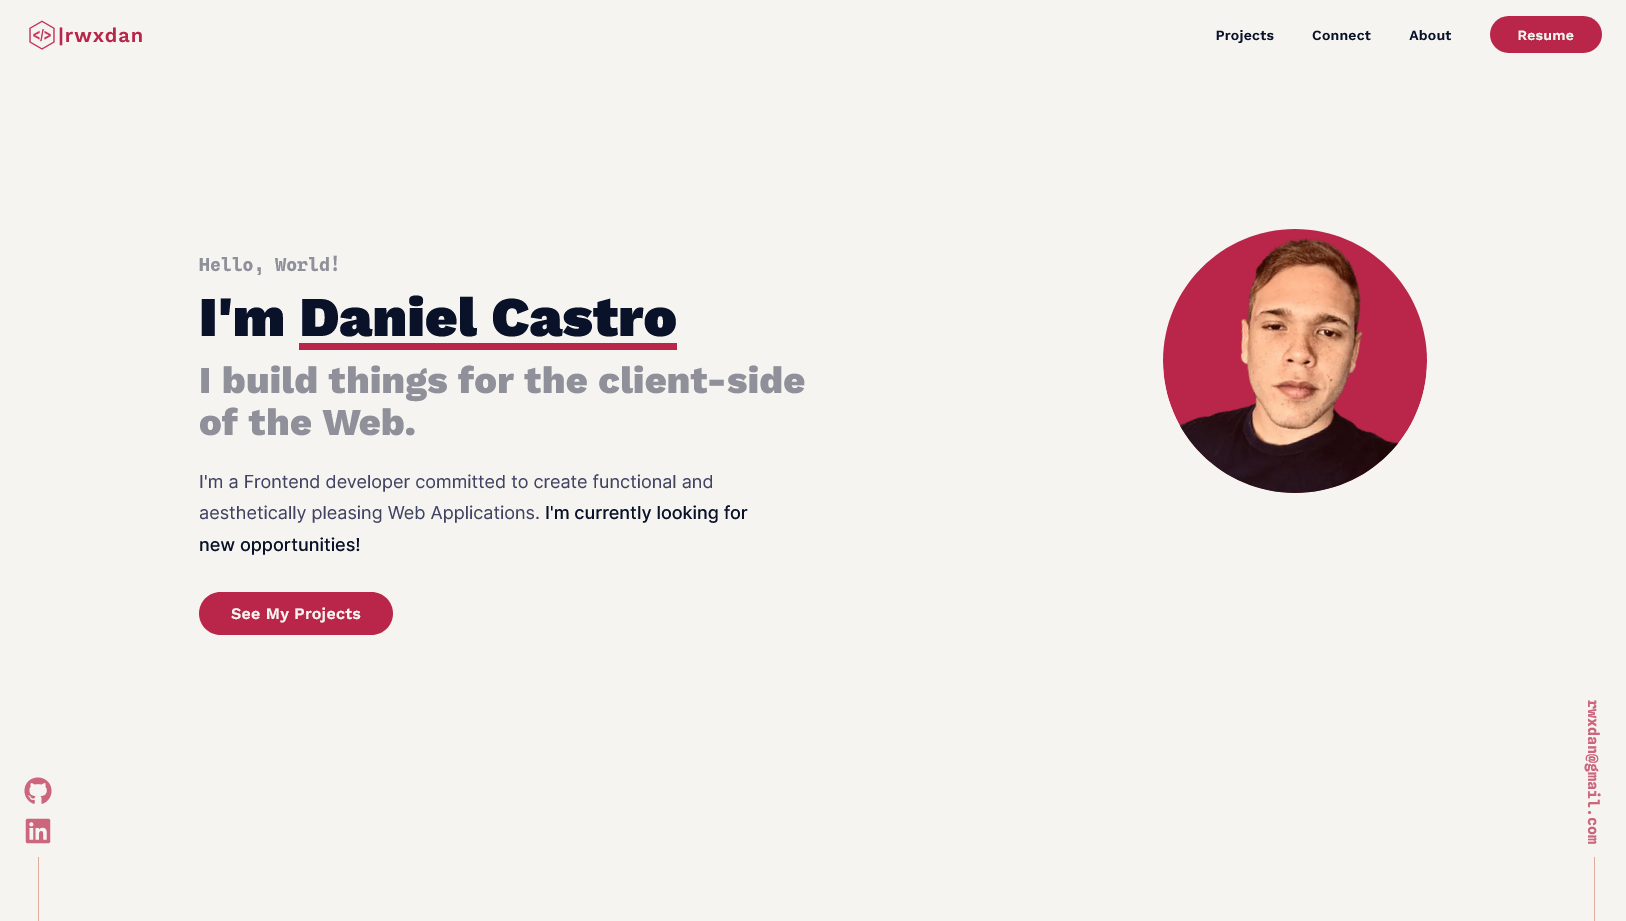 </>|rwxdan
Projects
Connect
About
Resume
Hello, World!
I'm Daniel Castro
I build things for the client-side
of the Web.
I'm a Frontend developer committed to create functional and
aesthetically pleasing Web Applications. I'm currently looking for
new opportunities!
See My Projects
in
rwxdan@gmail.com